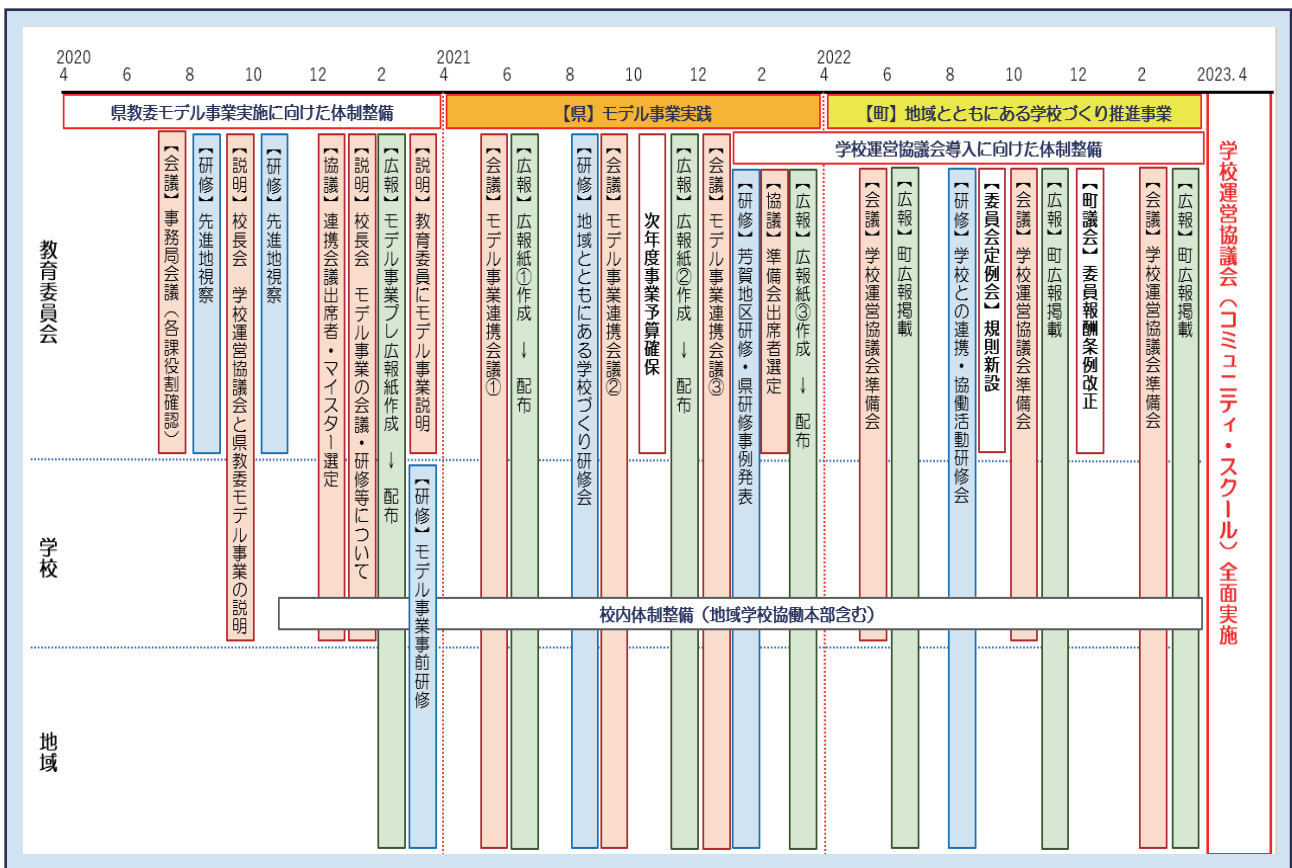 2020 2021 2022
4 6 8 10 12 2 4 6 8 10 12 2 4 6 8 10 12 2 2023.4
県教委モデル事業実施に向けた体制整備
【県】モデル事業実践
【町】地域とともにある学校づくり推進事業
学校運営協議会導入に向けた体制整備
教育委員会
学校
地域
【会議】事務局会議（各課役割確認）
【研修】先進地視察
【説明】校長会 学校運営協議会と県教委モデル事業の説明
【研修】先進地視察
【協議】連携会議出席者・マイスター選定
【説明】校長会 モデル事業の会議・研修等について
【広報】モデル事業プレ広報紙作成 → 配布
【説明】教育委員にモデル事業説明
【研修】モデル事業事前研修
【会議】モデル事業連携会議①
【広報】広報紙①作成 → 配布
【研修】地域とともにある学校づくり研修会
【会議】モデル事業連携会議②
次年度事業予算確保
【広報】広報紙②作成 → 配布
【会議】モデル事業連携会議③
【研修】芳賀地区研修・県研修事例発表
【協議】準備会出席者選定
【広報】広報紙③作成 → 配布
【会議】学校運営協議会準備会
【広報】町広報掲載
【研修】学校との連携・協働活動研修会
【委員会定例会】規則新設
【会議】学校運営協議会準備会
【広報】町広報掲載
【町議会】委員報酬条例改正
【会議】学校運営協議会準備会
【広報】町広報掲載
校内体制整備（地域学校協働本部含む）
学校運営協議会（コミュニティ・スクール）全面実施